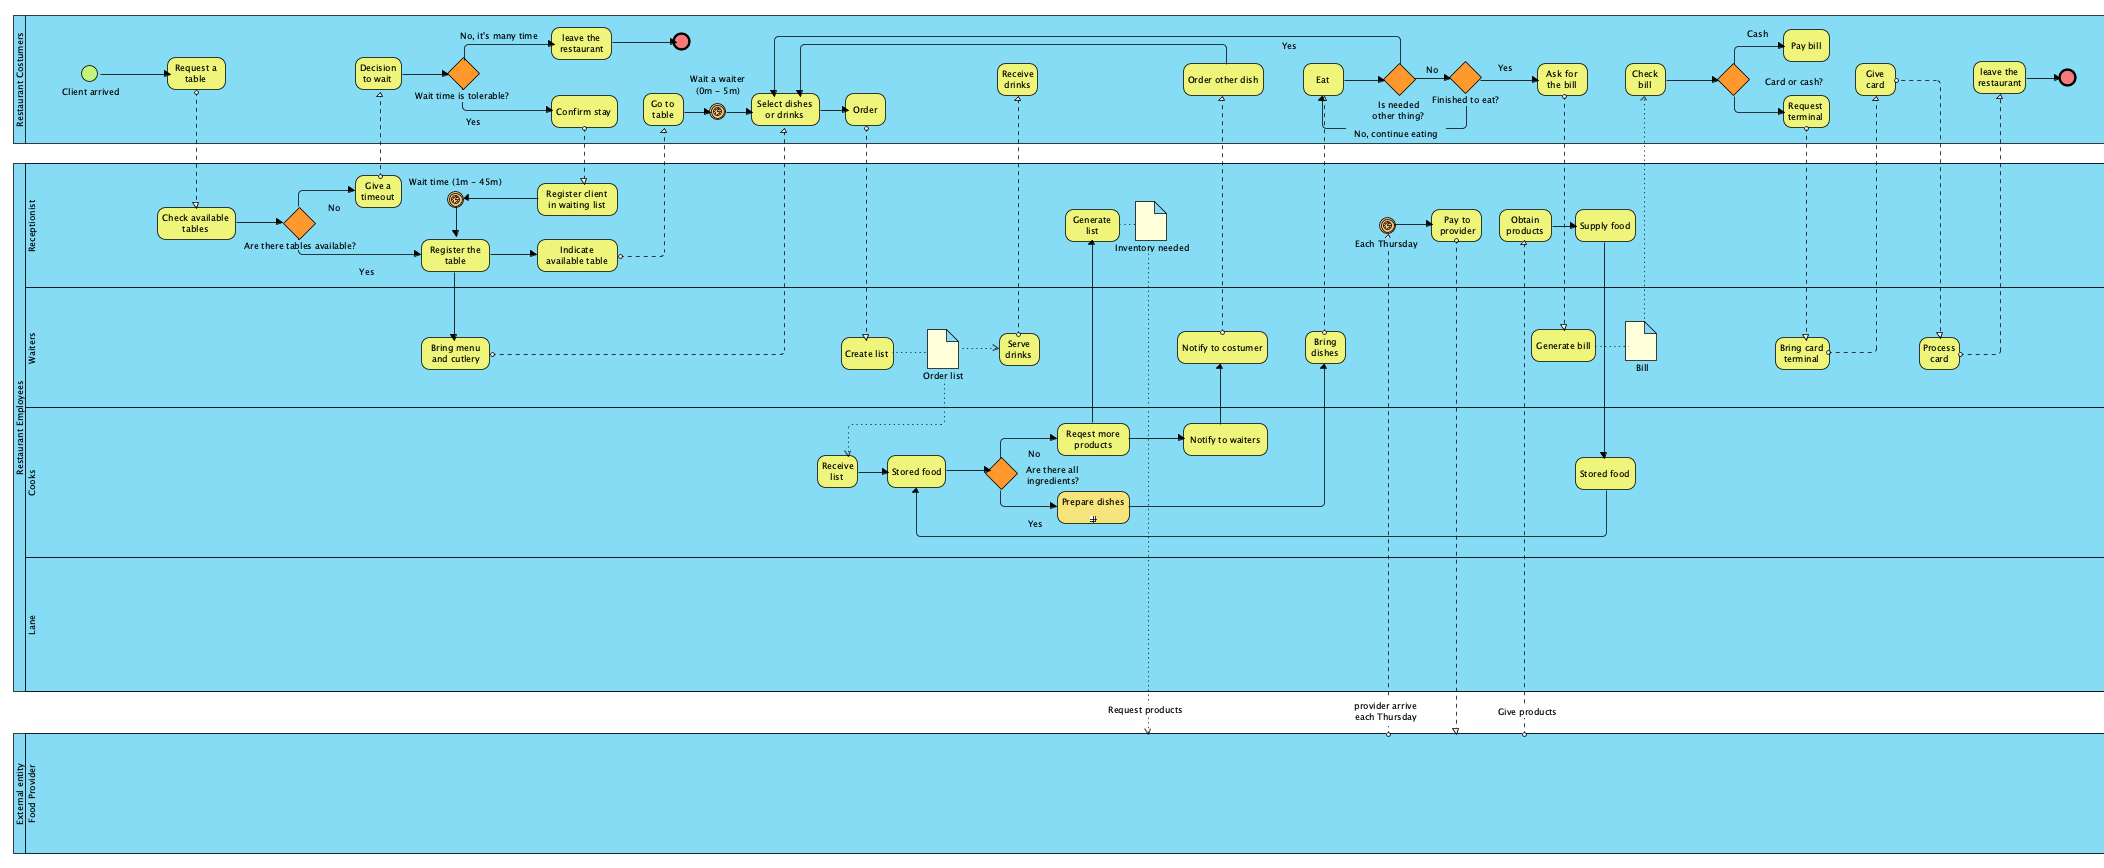 Restaurant Costumers
Client arrived
Request a
table
Decision
to wait
No, it's many time
Wait time is tolerable?
Yes
leave the
restaurant
Confirm stay
Go to
table
Wait a waiter
(0m - 5m)
Select dishes
or drinks
Order
Receive
drinks
Order other dish
Yes
Eat
Is needed
other thing?
No
Finished to eat?
No, continue eating
Yes
Ask for
the bill
Check
bill
Cash
Card or cash?
Pay bill
Request
terminal
Give
card
leave the
restaurant
Restaurant Employees
Receptionist
Check available
tables
Are there tables available?
No
Yes
Give a
timeout
Wait time (1m - 45m)
Register client
in waiting list
Register the
table
Indicate
available table
Generate
list
Inventory needed
Each Thursday
Pay to
provider
Obtain
products
Supply food
Waiters
Bring menu
and cutlery
Create list
Order list
Serve
drinks
Notify to costumer
Bring
dishes
Generate bill
Bill
Bring card
terminal
Process
card
Cooks
Receive
list
Stored food
No
Are there all
ingredients?
Yes
Reqest more
products
Prepare dishes
Notify to waiters
Stored food
Lane
Request products
provider arrive
each Thursday
Give products
External entity
Food Provider